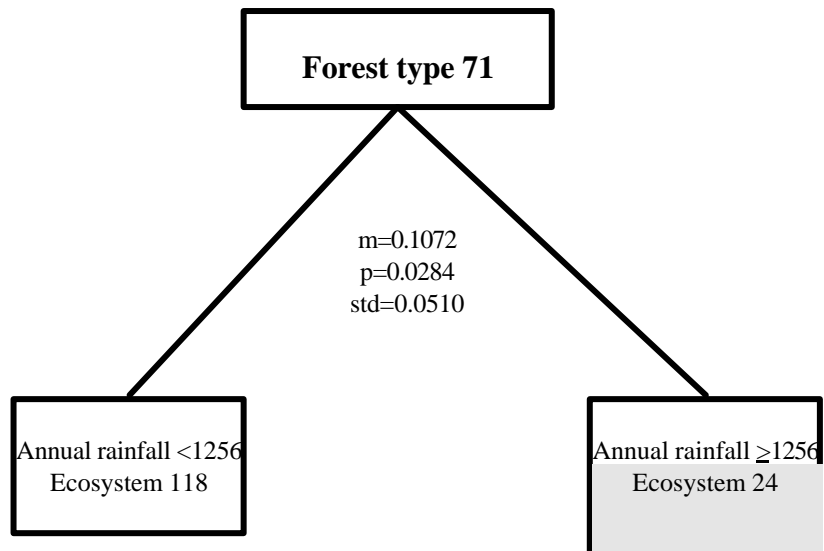 Forest type 71
m=0.1072
p=0.0284
std=0.0510
Annual rainfall <1256
Ecosystem 118
Annual rainfall ≥1256
Ecosystem 24